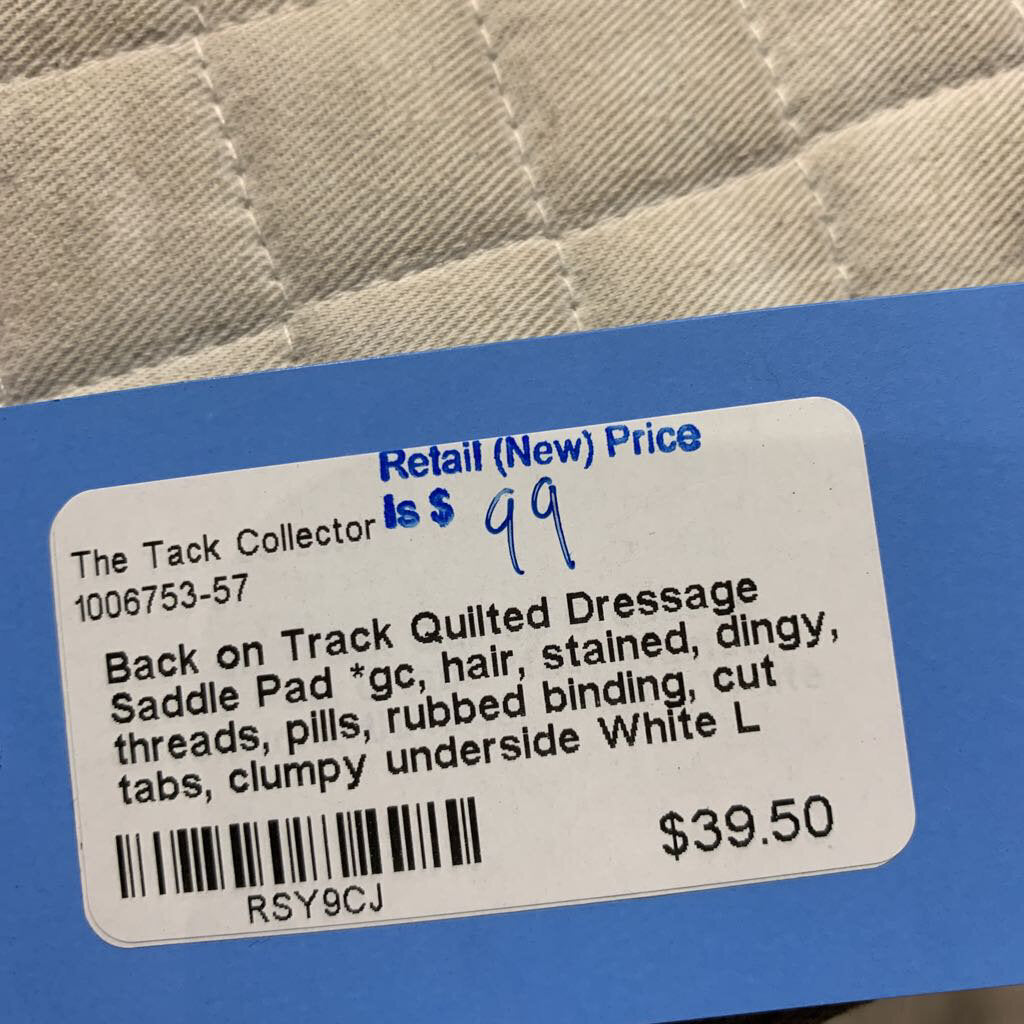 Retail (New) Price
Is $ 99
The Tack Collector
1006753-57
Back on Track Quilted Dressage
Saddle Pad *gc, hair, stained, dingy,
threads, pills, rubbed binding, cut
tabs, clumpy underside White L
$39.50
RSY9CJ